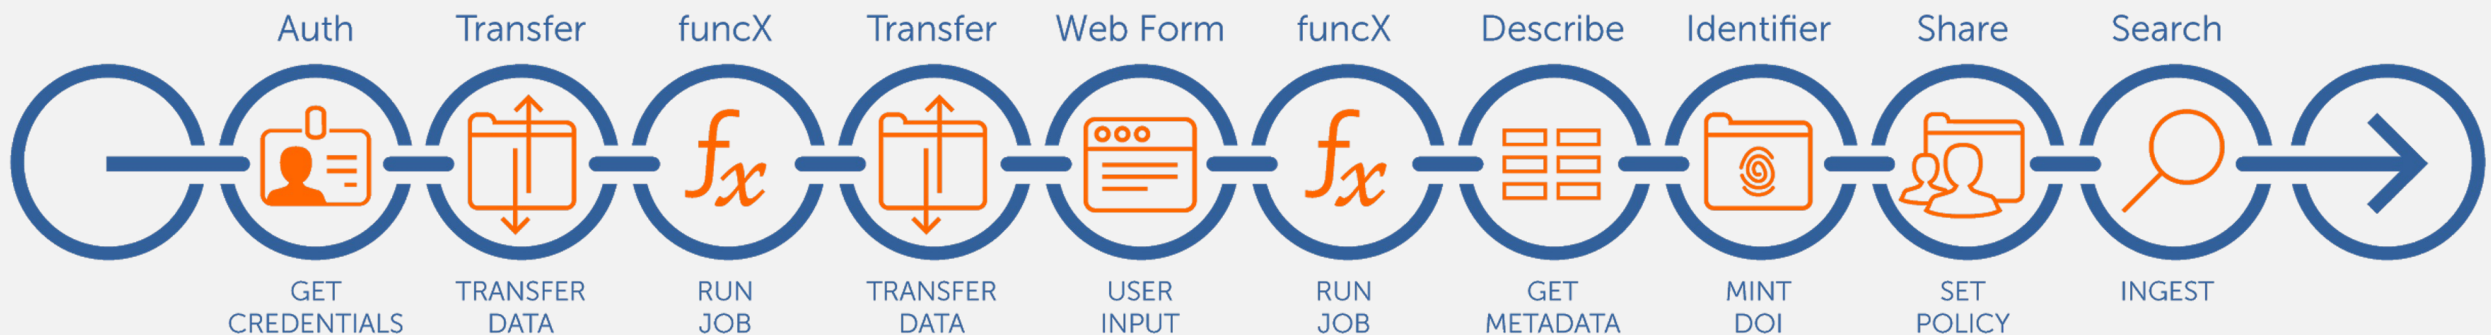 Auth Transfer funcX Transfer Web Form funcX Describe Identifier Share Search
GET TRANSFER RUN TRANSFER USER RUN GET MINT SET INGEST
CREDENTIALS DATA JOB DATA INPUT JOB METADATA DOI POLICY